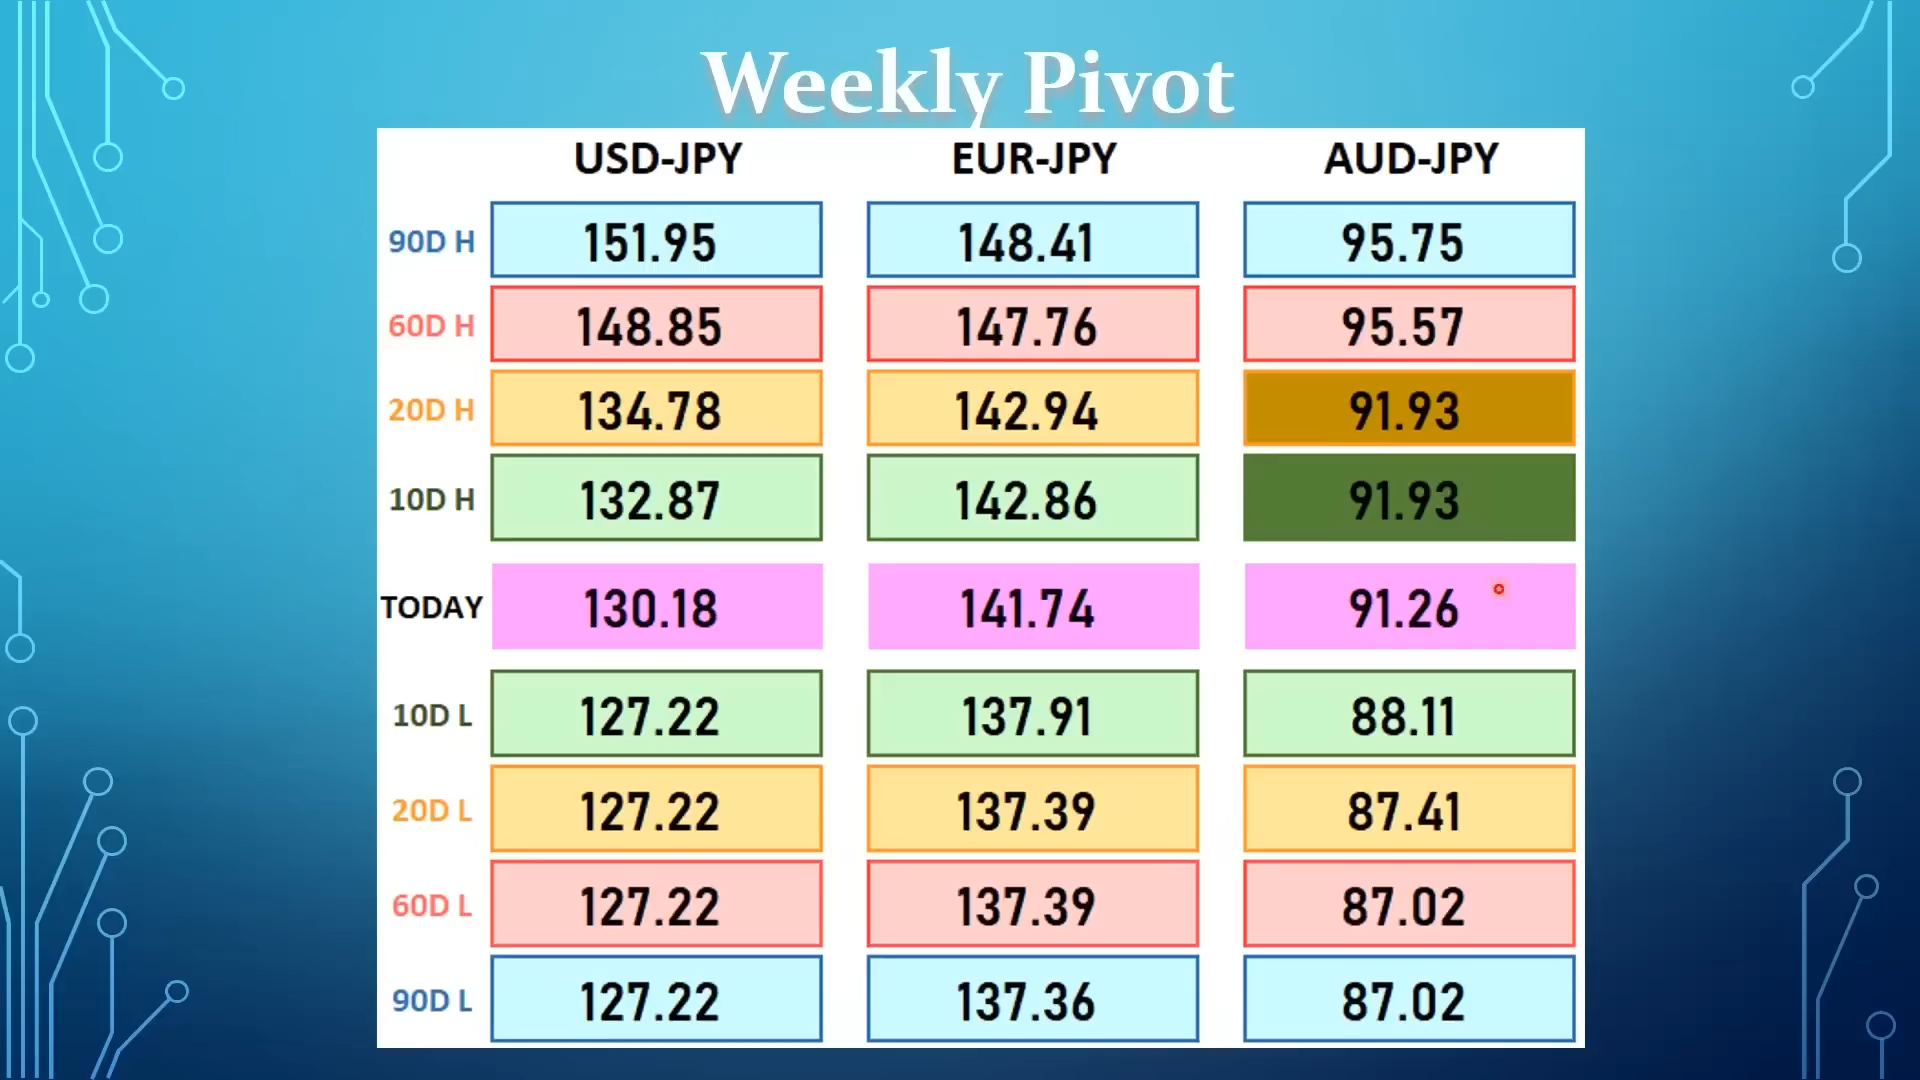 Weekly Pivot
USD-JPY EUR-JPY AUD-JPY
90D H 151.95 148.41 95.75
60D H 148.85 147.76 95.57
20D H 134.78 142.94 91.93
10D H 132.87 142.86 91.93
TODAY 130.18 141.74 91.26
10D L 127.22 137.91 88.11
20D L 127.22 137.39 87.41
60D L 127.22 137.39 87.02
90D L 127.22 137.36 87.02